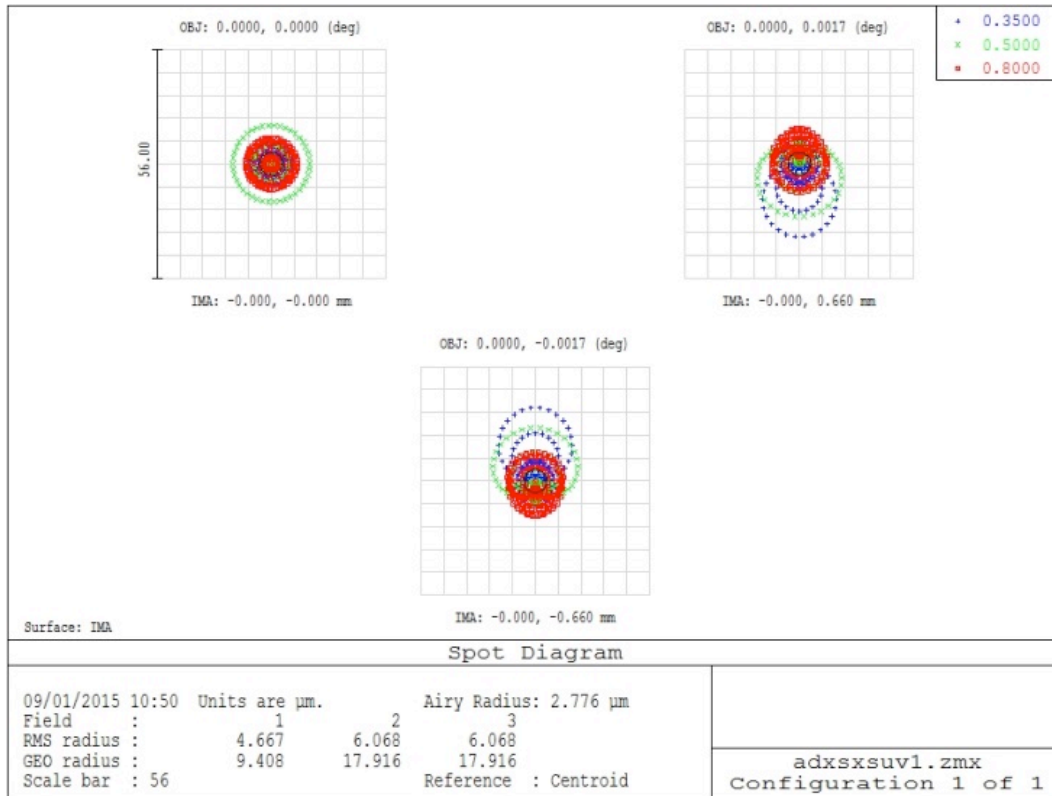 OBJ: 0.0000, 0.0000 (deg)
OBJ: 0.0000, 0.0017 (deg)
+ 0.3500
× 0.5000
0.8000
56.00
IMA: -0.000, -0.000 mm
IMA: -0.000, 0.660 mm
OBJ: 0.0000, -0.0017 (deg)
IMA: -0.000, -0.660 mm
Surface: IMA
Spot Diagram
09/01/2015 10:50 Units are µm. Airy Radius: 2.776 µm
Field : 1 2 3
RMS radius : 4.667 6.068 6.068
GEO radius : 9.408 17.916 17.916
Scale bar : 56 Reference : Centroid
adxsxsuv1.zmx
Configuration 1 of 1